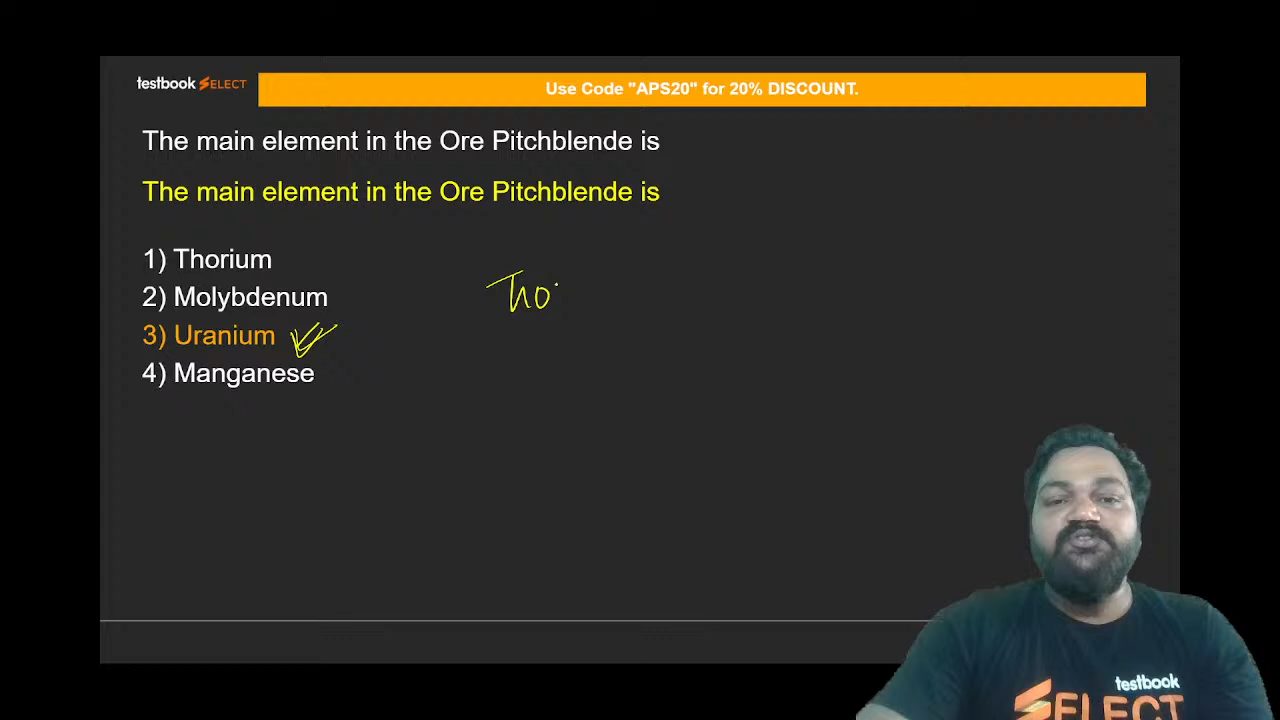 testbook SELECT
Use Code "APS20" for 20% DISCOUNT.
The main element in the Ore Pitchblende is
The main element in the Ore Pitchblende is
1) Thorium
2) Molybdenum
Tho
3) Uranium
4) Manganese
testbook
SELECT